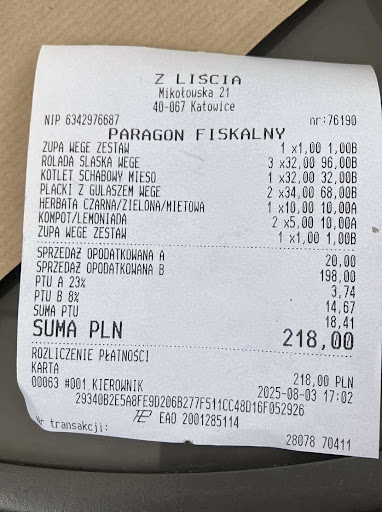 Z LISCIA
Mikołowska 21
40-067 Katowice
NIP 6342976687 nr:76190
PARAGON FISKALNY
ZUPA WEGE ZESTAW 1 x1,00 1,00B
ROLADA SLASKA WEGE 3 x32,00 96,00B
KOTLET SCHABOWY MIESO 1 x32,00 32,00B
PLACKI Z GULASZEM WEGE 2 x34,00 68,00B
HERBATA CZARNA/ZIELONA/MIETOWA 1 x10,00 10,00A
KOMPOT/LEMONIADA 2 x5,00 10,00A
ZUPA WEGE ZESTAW 1 x1,00 1,00B
SPRZEDAŻ OPODATKOWANA A 20,00
SPRZEDAŻ OPODATKOWANA B 198,00
PTU A 23% 3,74
PTU B 8% 14,67
SUMA PTU 18,41
SUMA PLN 218,00
ROZLICZENIE PŁATNOŚCI
KARTA 218,00 PLN
00063 #001 KIEROWNIK 2025-08-03 17:02
29340B2E5A8FE9D206B277F511CC48D16F052926
EAD 2001285114
Nr transakcji: 28078 70411